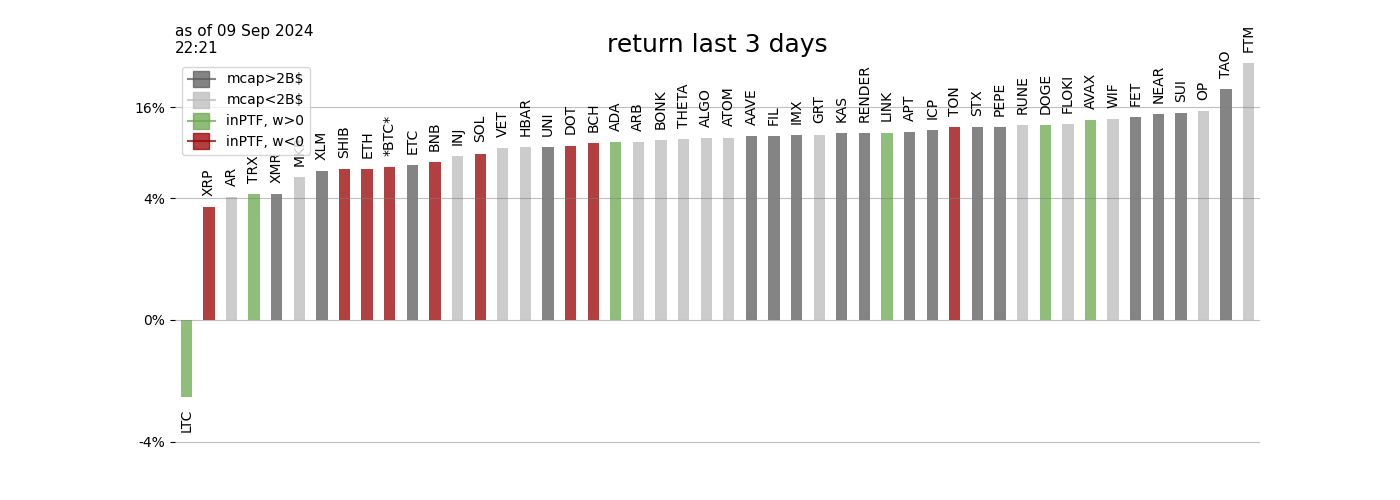 as of 09 Sep 2024
22:21
return last 3 days
mcap>2B$
mcap<2B$
inPTF, w>0
inPTF, w<0
16%
4%
0%
-4%
LTC
XRP
AR
TRX
XMR
XLM
SHIB
ETH
*BTC*
ETC
BNB
INJ
SOL
VET
HBAR
UNI
DOT
BCH
ADA
ARB
BONK
THETA
ALGO
ATOM
AAVE
FIL
IMX
GRT
KAS
RENDER
LINK
APT
ICP
TON
STX
PEPE
RUNE
DOGE
FLOKI
AVAX
WIF
FET
NEAR
SUI
OP
TAO
FTM